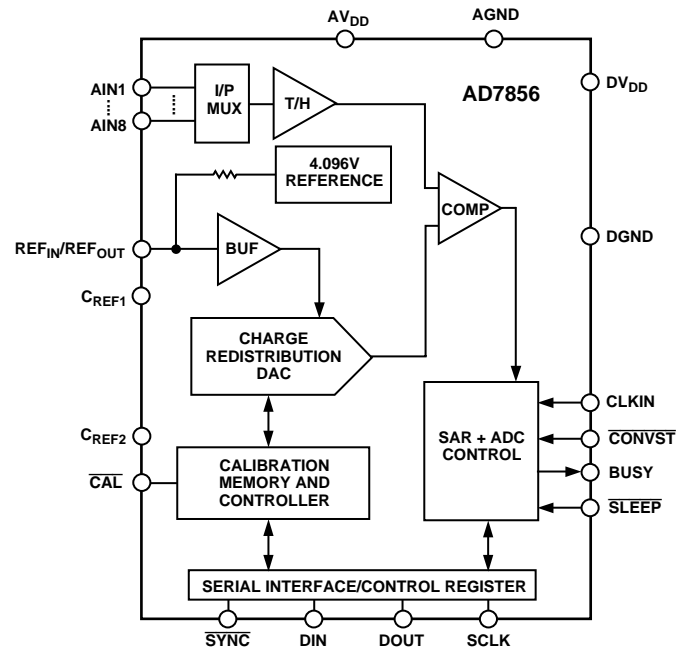 AVDD
AGND
AIN1
AIN8
I/P
MUX
T/H
AD7856
DVDD
4.096V
REFERENCE
COMP
REFIN/REFOUT
BUF
DGND
CREF1
CHARGE
REDISTRIBUTION
DAC
CLKIN
CREF2
SAR + ADC
CONTROL
CONVST
CAL
CALIBRATION
MEMORY AND
CONTROLLER
BUSY
SLEEP
SERIAL INTERFACE/CONTROL REGISTER
SYNC
DIN
DOUT
SCLK